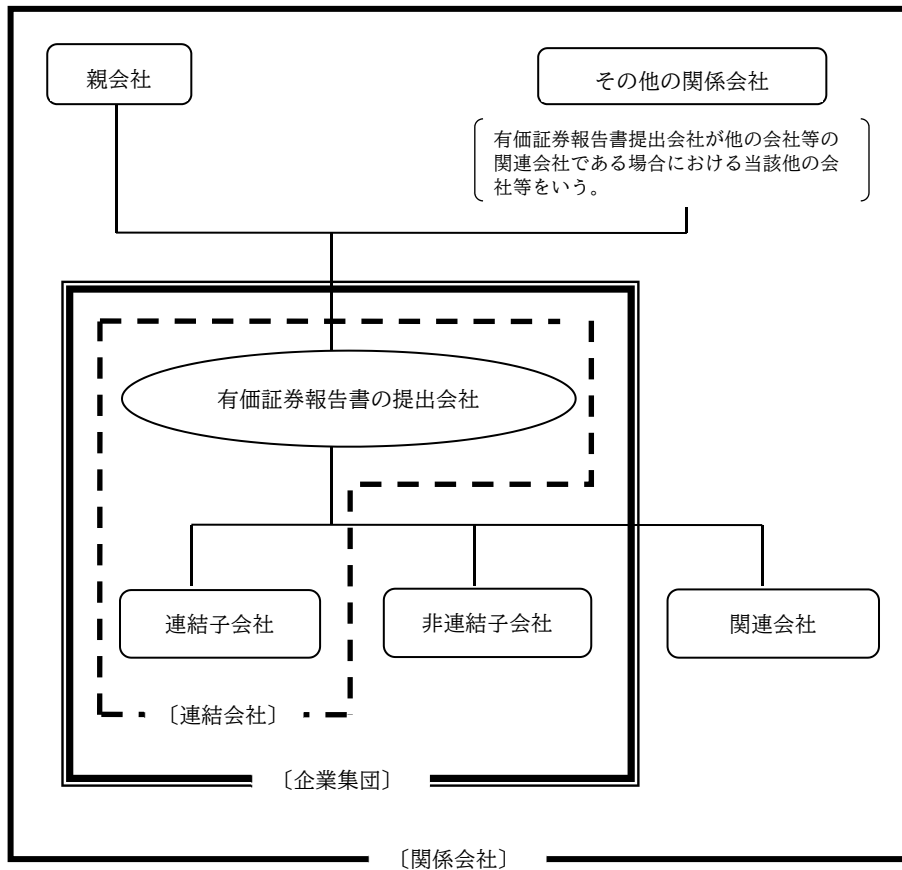 親会社
その他の関係会社
有価証券報告書提出会社が他の会社等の
関連会社である場合における当該他の会
社等をいう。
有価証券報告書の提出会社
連結子会社
非連結子会社
関連会社
〔連結会社〕
〔企業集団〕
〔関係会社〕